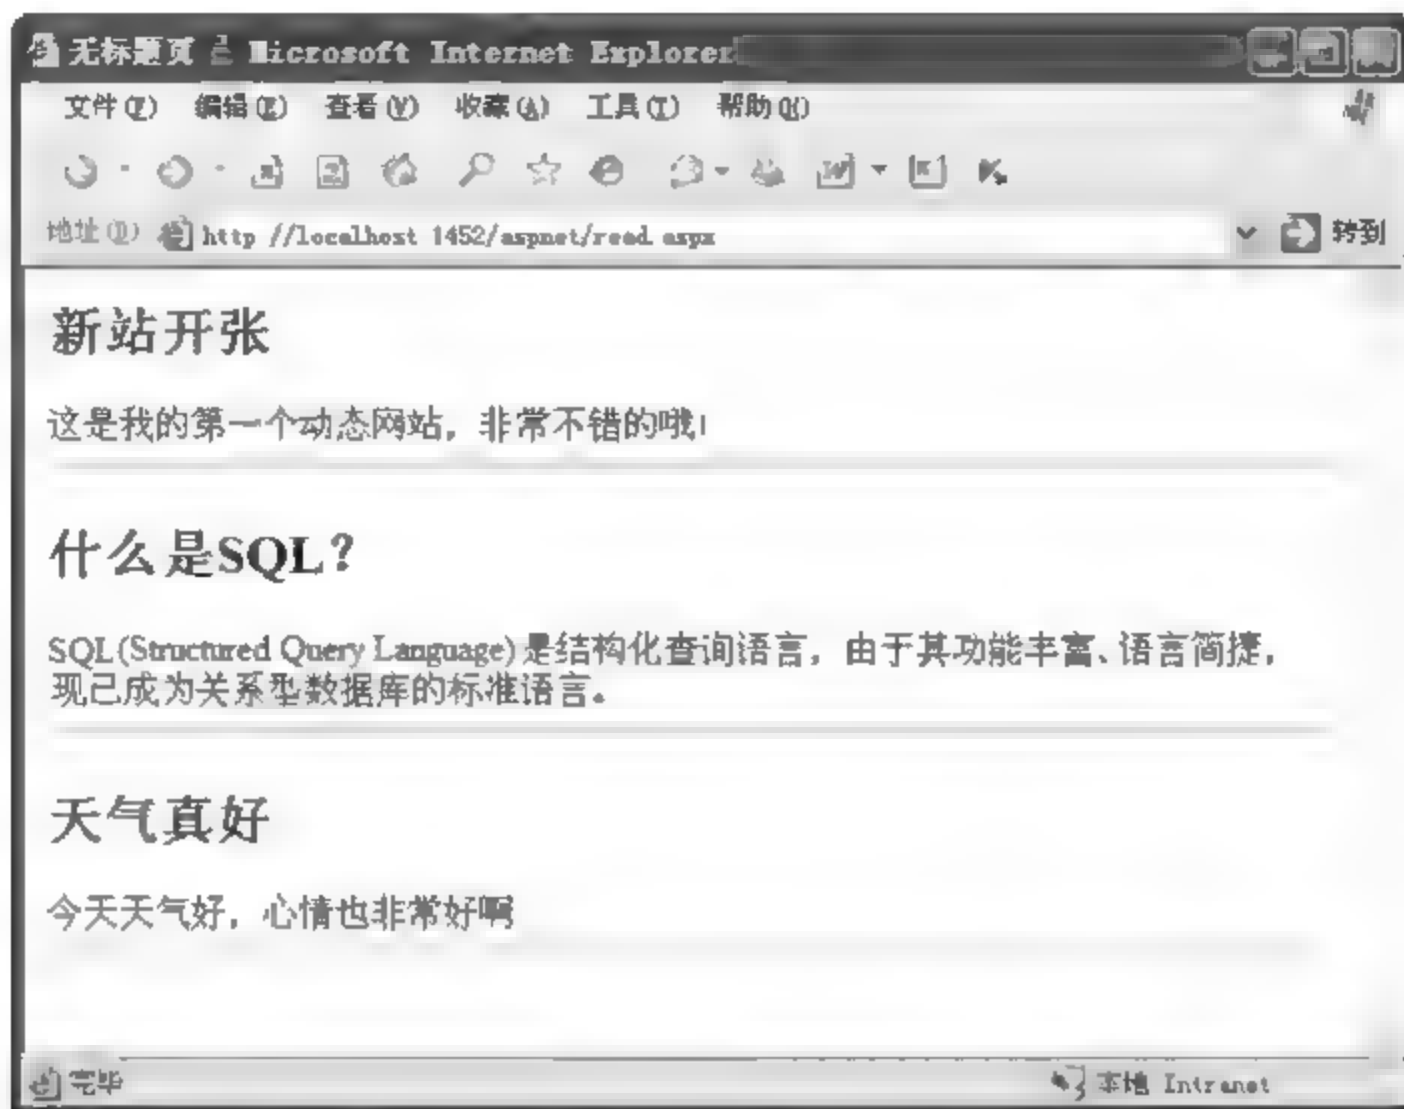 无标题页 - Microsoft Internet Explorer
文件(F) 编辑(E) 查看(V) 收藏(A) 工具(T) 帮助(H)
地址(D) http //localhost 1452/aspnet/read aspx 转到
新站开张
这是我的第一个动态网站，非常不错的哦！
什么是SQL？
SQL(Structured Query Language)是结构化查询语言，由于其功能丰富、语言简捷，
现已成为关系型数据库的标准语言。
天气真好
今天天气好，心情也非常好啊
完毕 本地 Intranet